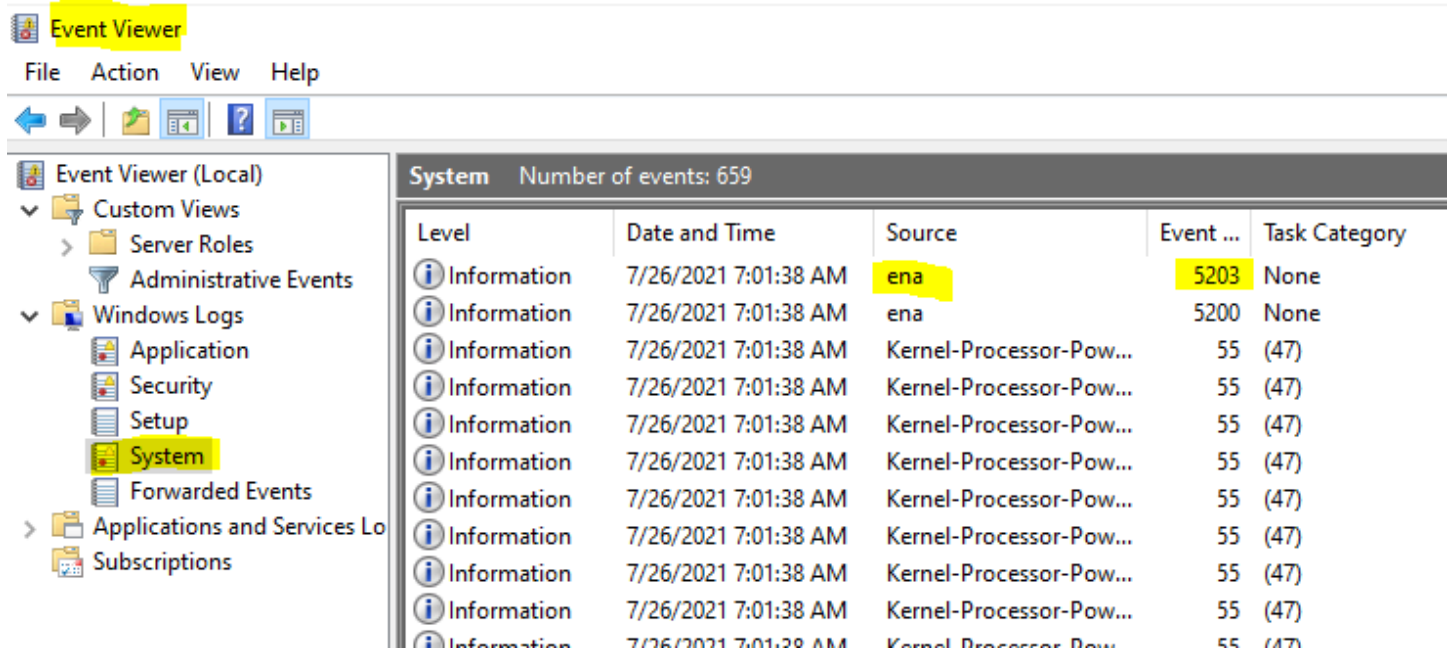 Event Viewer
File Action View Help
Event Viewer (Local)
Custom Views
Server Roles
Administrative Events
Windows Logs
Application
Security
Setup
System
Forwarded Events
Applications and Services Lo
Subscriptions
System Number of events: 659
Level Date and Time Source Event ... Task Category
Information 7/26/2021 7:01:38 AM ena 5203 None
Information 7/26/2021 7:01:38 AM ena 5200 None
Information 7/26/2021 7:01:38 AM Kernel-Processor-Pow... 55 (47)
Information 7/26/2021 7:01:38 AM Kernel-Processor-Pow... 55 (47)
Information 7/26/2021 7:01:38 AM Kernel-Processor-Pow... 55 (47)
Information 7/26/2021 7:01:38 AM Kernel-Processor-Pow... 55 (47)
Information 7/26/2021 7:01:38 AM Kernel-Processor-Pow... 55 (47)
Information 7/26/2021 7:01:38 AM Kernel-Processor-Pow... 55 (47)
Information 7/26/2021 7:01:38 AM Kernel-Processor-Pow... 55 (47)
Information 7/26/2021 7:01:38 AM Kernel-Processor-Pow... 55 (47)
Information 7/26/2021 7:01:38 AM Kernel-Processor-Pow... 55 (47)